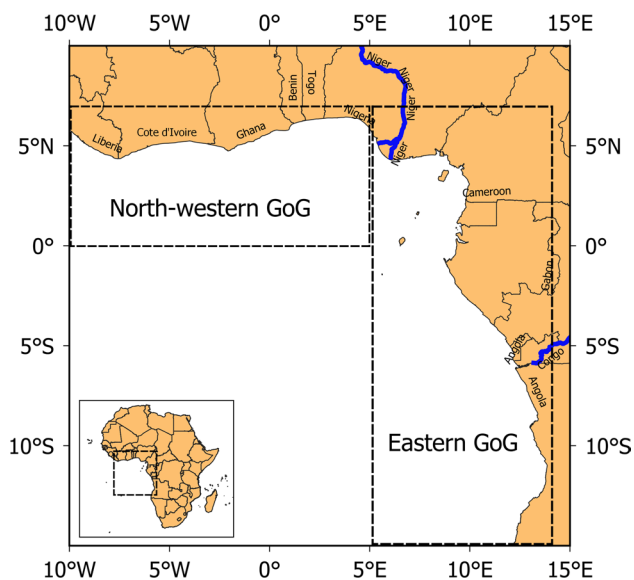 10°W
5°W
0°
5°E
10°E
15°E
Niger
Niger
Niger
Benin
Togo
Nigeria
5°N
5°N
Liberia
Cote d'Ivoire
Ghana
Niger
Cameroon
North-western GoG
0°
0°
Gabon
5°S
5°S
Angola
Congo
Angola
10°S
10°S
Eastern GoG
10°W
5°W
0°
5°E
10°E
15°E